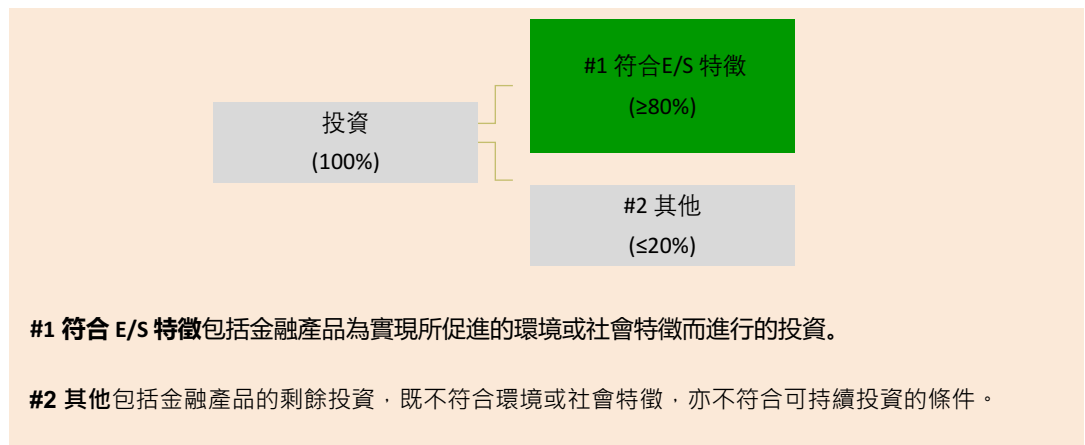 #1 符合E/S 特徵
(≥80%)
投資
(100%)
#2 其他
(≤20%)
#1 符合 E/S 特徵包括金融產品為實現所促進的環境或社會特徵而進行的投資。
#2 其他包括金融產品的剩餘投資，既不符合環境或社會特徵，亦不符合可持續投資的條件。